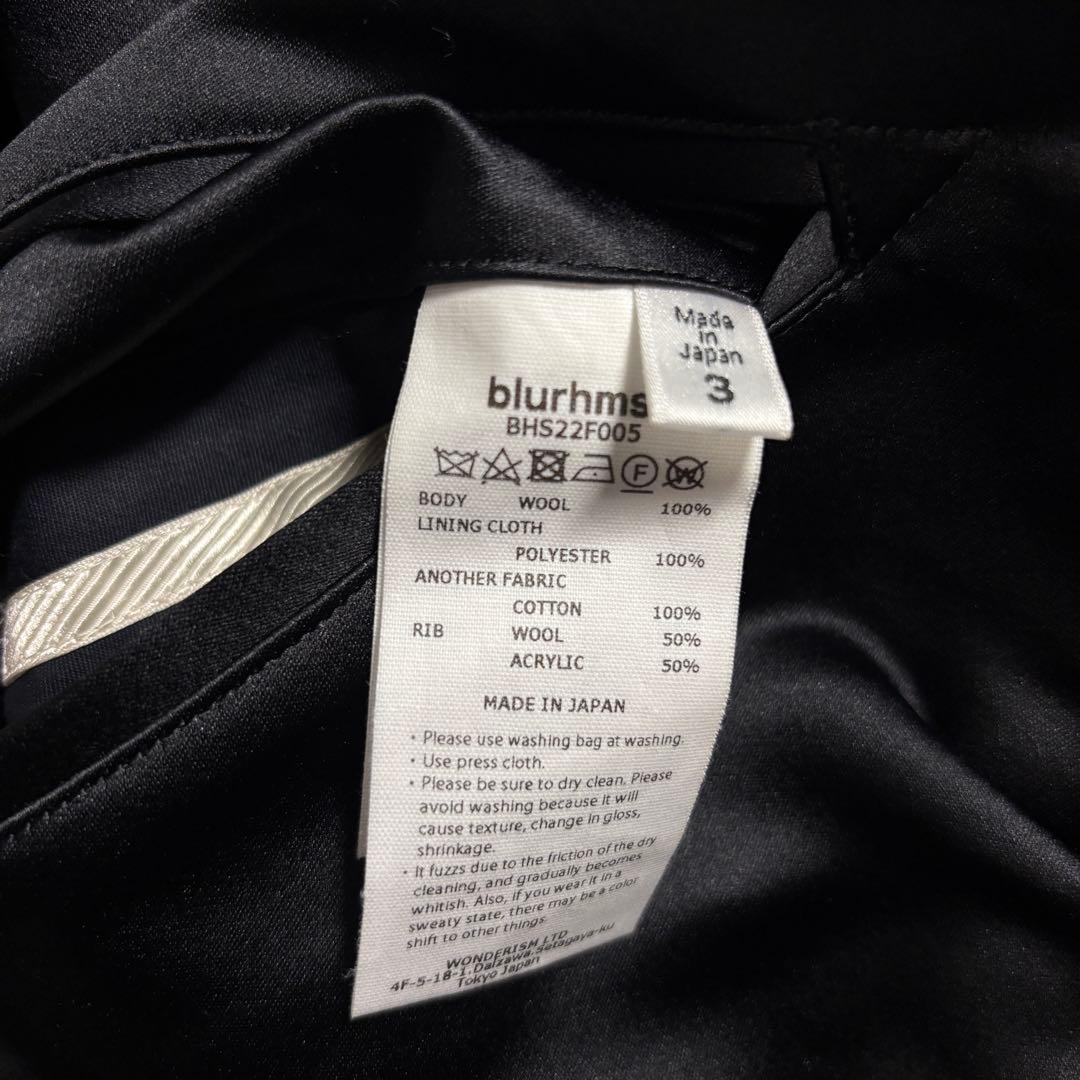 Made
in
Japan
3
blurhms
BHS22F005
F
W
BODY WOOL 100%
LINING CLOTH
POLYESTER 100%
ANOTHER FABRIC
COTTON 100%
RIB WOOL 50%
ACRYLIC 50%
MADE IN JAPAN
・Please use washing bag at washing.
・Use press cloth.
・Please be sure to dry clean. Please
avoid washing because it will
cause texture, change in gloss,
shrinkage.
・It fuzzs due to the friction of the dry
cleaning, and gradually becomes
whitish. Also, if you wear it in a
sweaty state, there may be a color
shift to other things.
WONDERISM LTD
4F-5-18-1.Daizawa.Setagaya-ku
Tokyo Japan